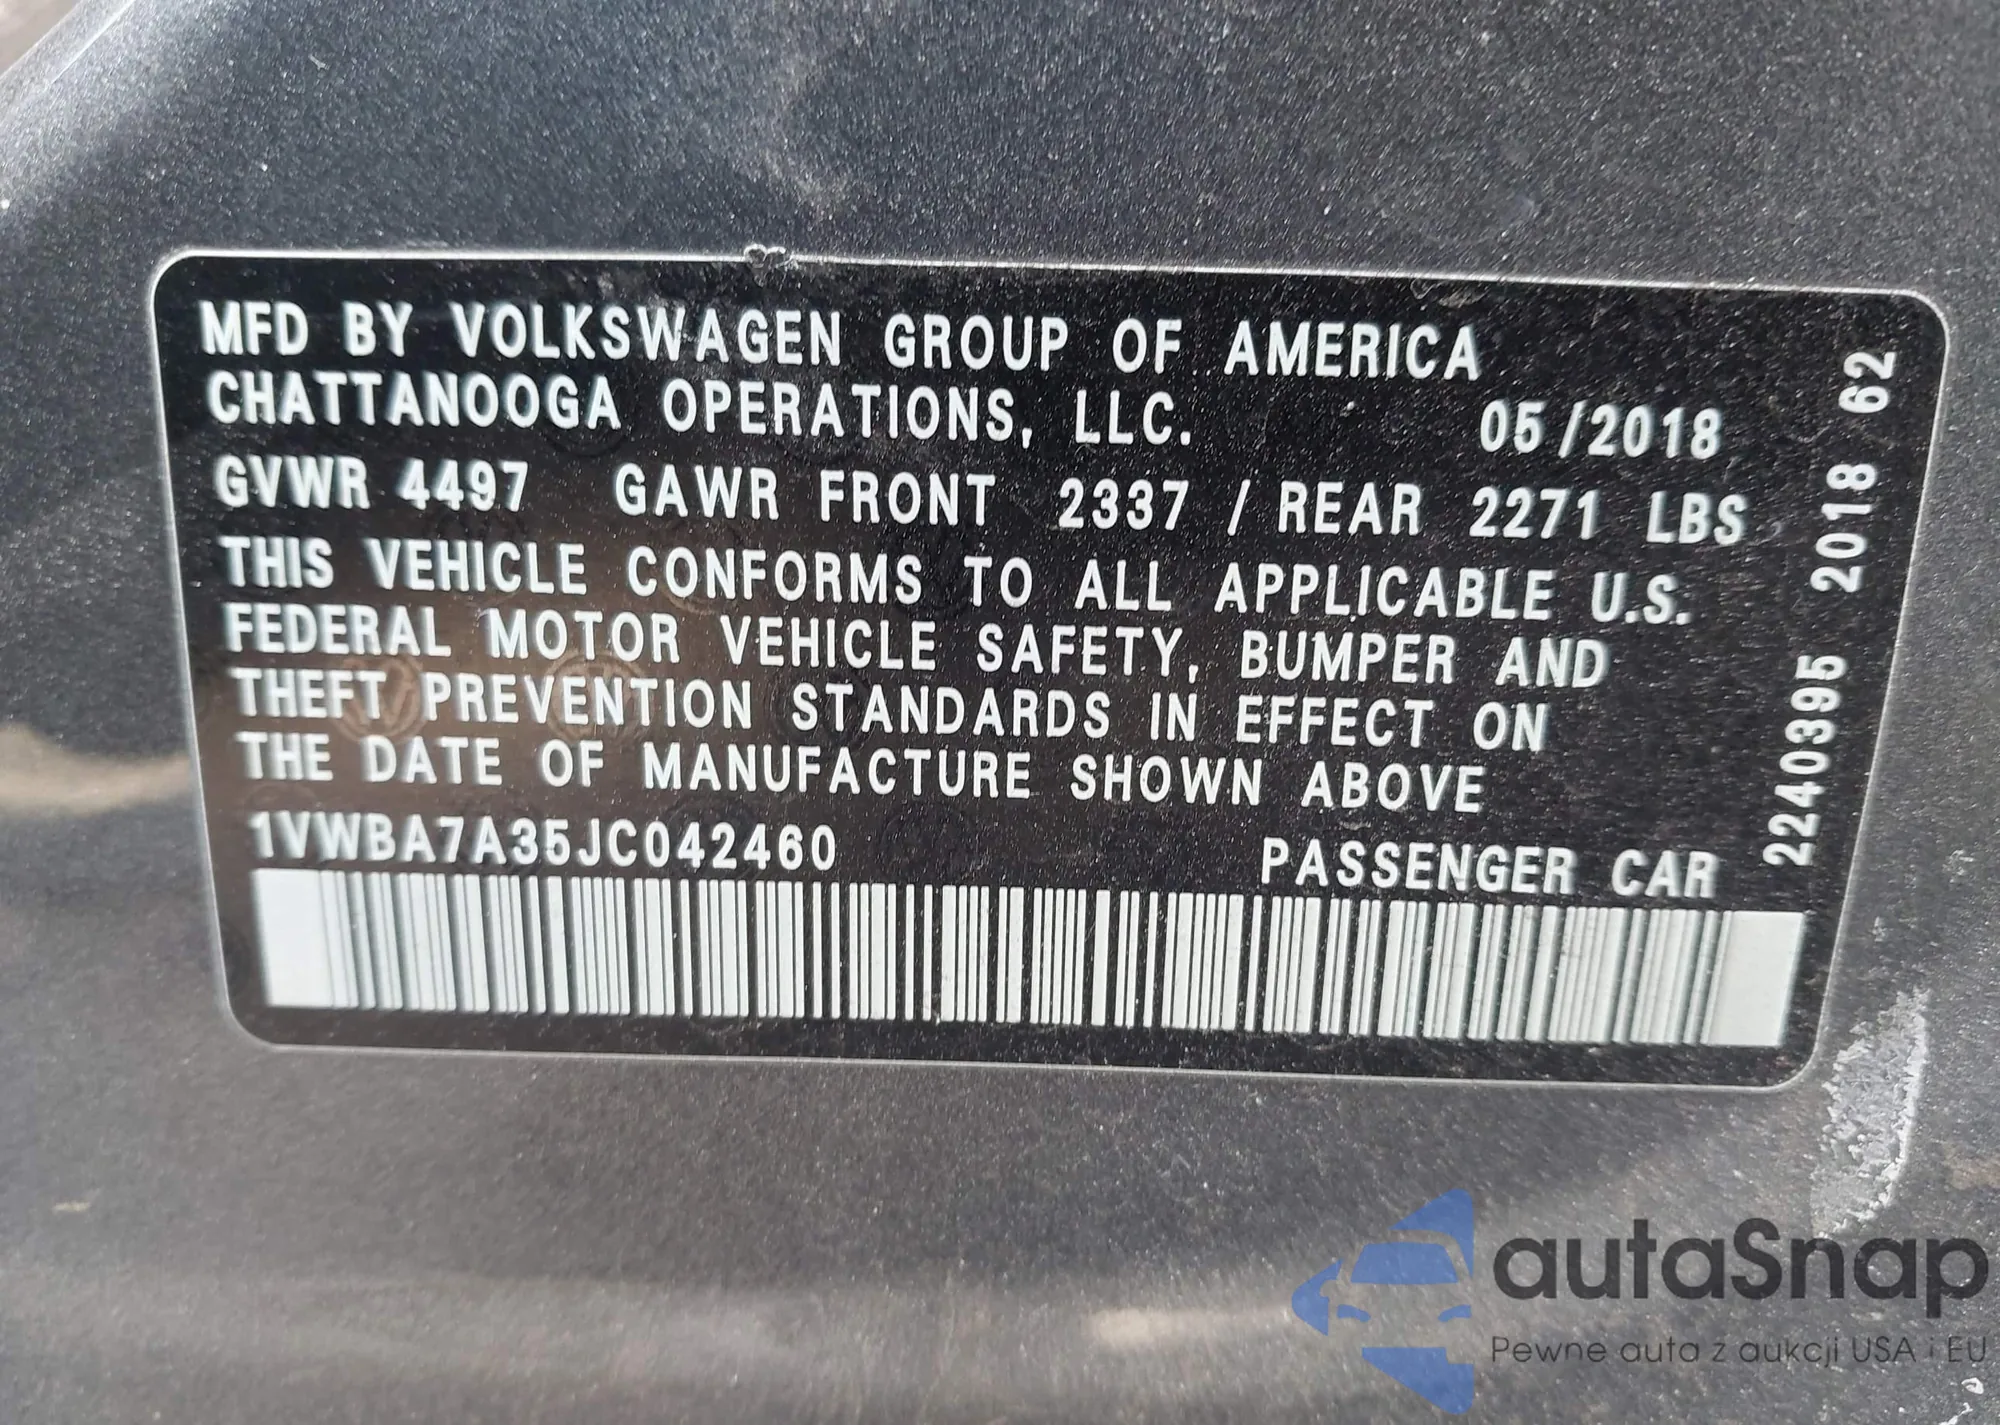 MFD BY VOLKSWAGEN GROUP OF AMERICA
CHATTANOOGA OPERATIONS, LLC. 05/2018
GVWR 4497 GAWR FRONT 2337 / REAR 2271 LBS
THIS VEHICLE CONFORMS TO ALL APPLICABLE U.S.
FEDERAL MOTOR VEHICLE SAFETY, BUMPER AND
THEFT PREVENTION STANDARDS IN EFFECT ON
THE DATE OF MANUFACTURE SHOWN ABOVE
1VWBA7A35JC042460 PASSENGER CAR
2240395 2018 62
autaSnap
Pewne auta z aukcji USA i EU